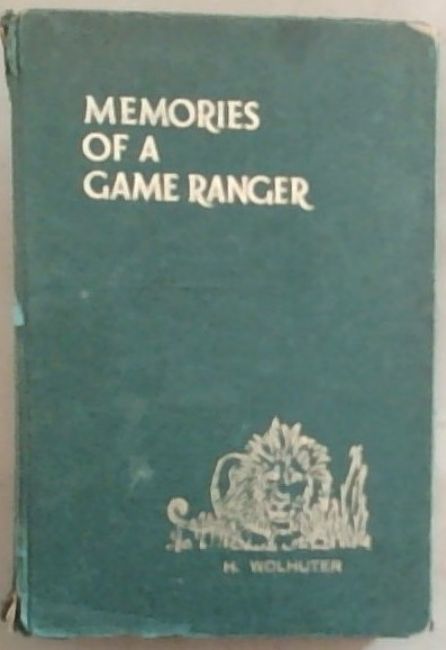 MEMORIES
OF A
GAME RANGER
H. WOLHUTER